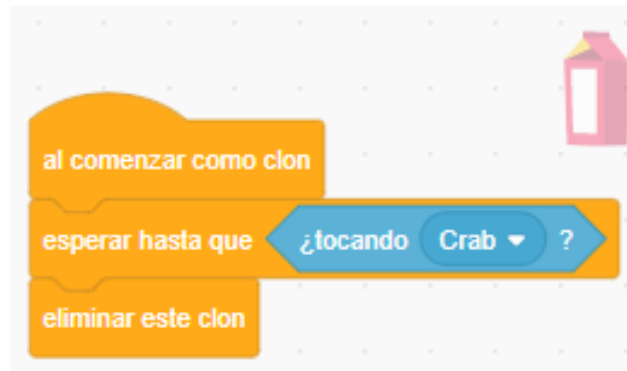 al comenzar como clon
esperar hasta que ¿tocando Crab ?
eliminar este clon